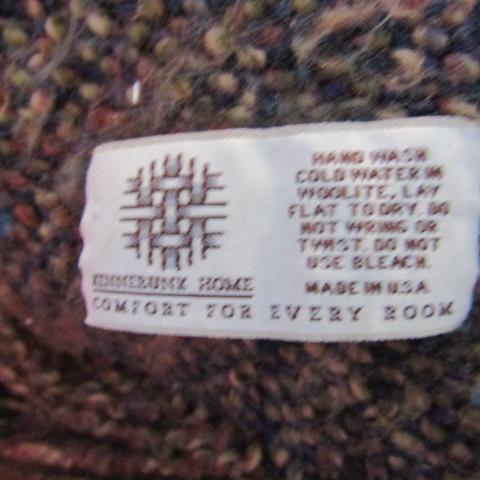 KENNEBUNK HOME
COMFORT FOR EVERY ROOM
HAND WASH
COLD WATER IN
WOOLITE, LAY
FLAT TO DRY. DO
NOT WRING OR
TWIST. DO NOT
USE BLEACH.
MADE IN U.S.A